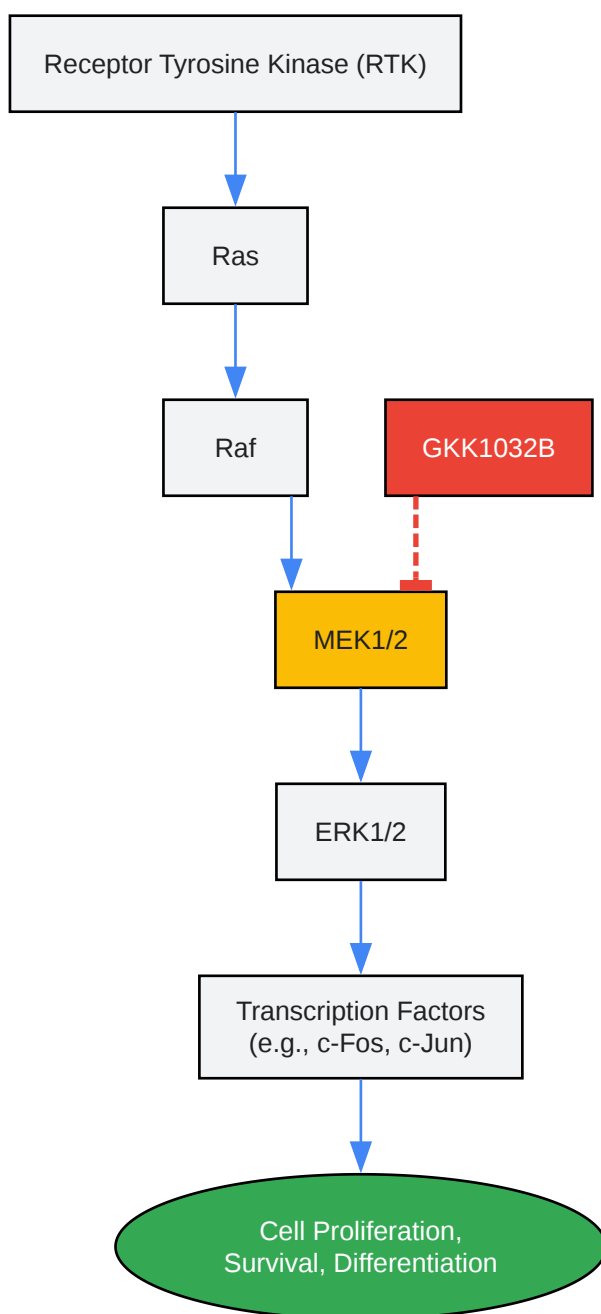 Receptor Tyrosine Kinase (RTK)
Ras
Raf
GKK1032B
MEK1/2
ERK1/2
Transcription Factors
(e.g., c-Fos, c-Jun)
Cell Proliferation,
Survival, Differentiation